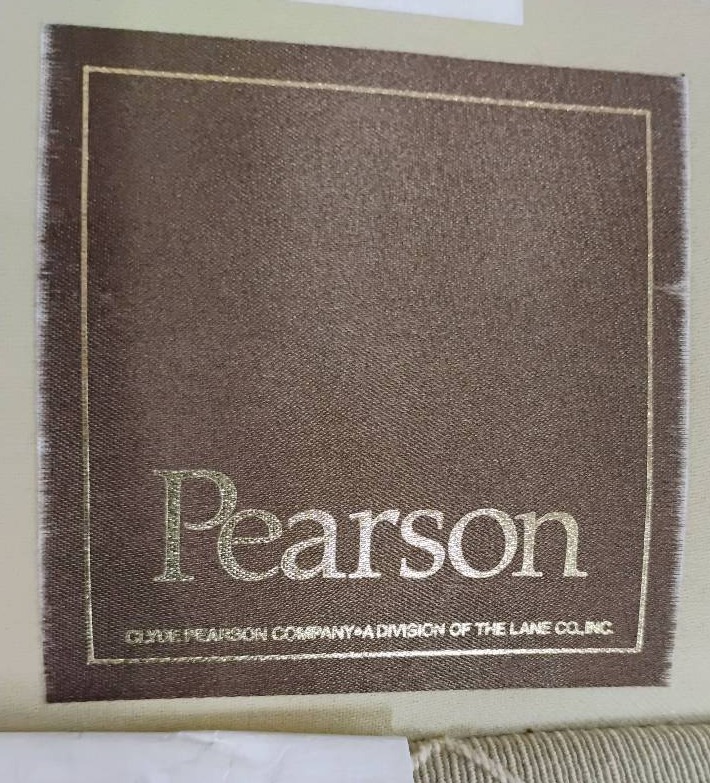 Pearson
CLYDE PEARSON COMPANY•A DIVISION OF THE LANE CO., INC.